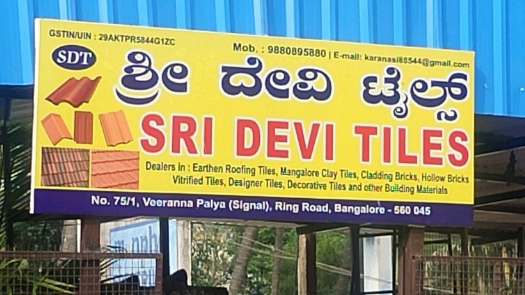 GSTIN/UIN : 29AKTPR5844G1ZC
Mob. : 9880895880 | E-mail: karanasi88544@gmail.com
SDT
ಶ್ರೀ ದೇವಿ ಟೈಲ್ಸ್
SRI DEVI TILES
Dealers in : Earthen Roofing Tiles, Mangalore Clay Tiles, Cladding Bricks, Hollow Bricks
Vitrified Tiles, Designer Tiles, Decorative Tiles and other Building Materials
No. 75/1, Veeranna Palya (Signal), Ring Road, Bangalore - 560 045